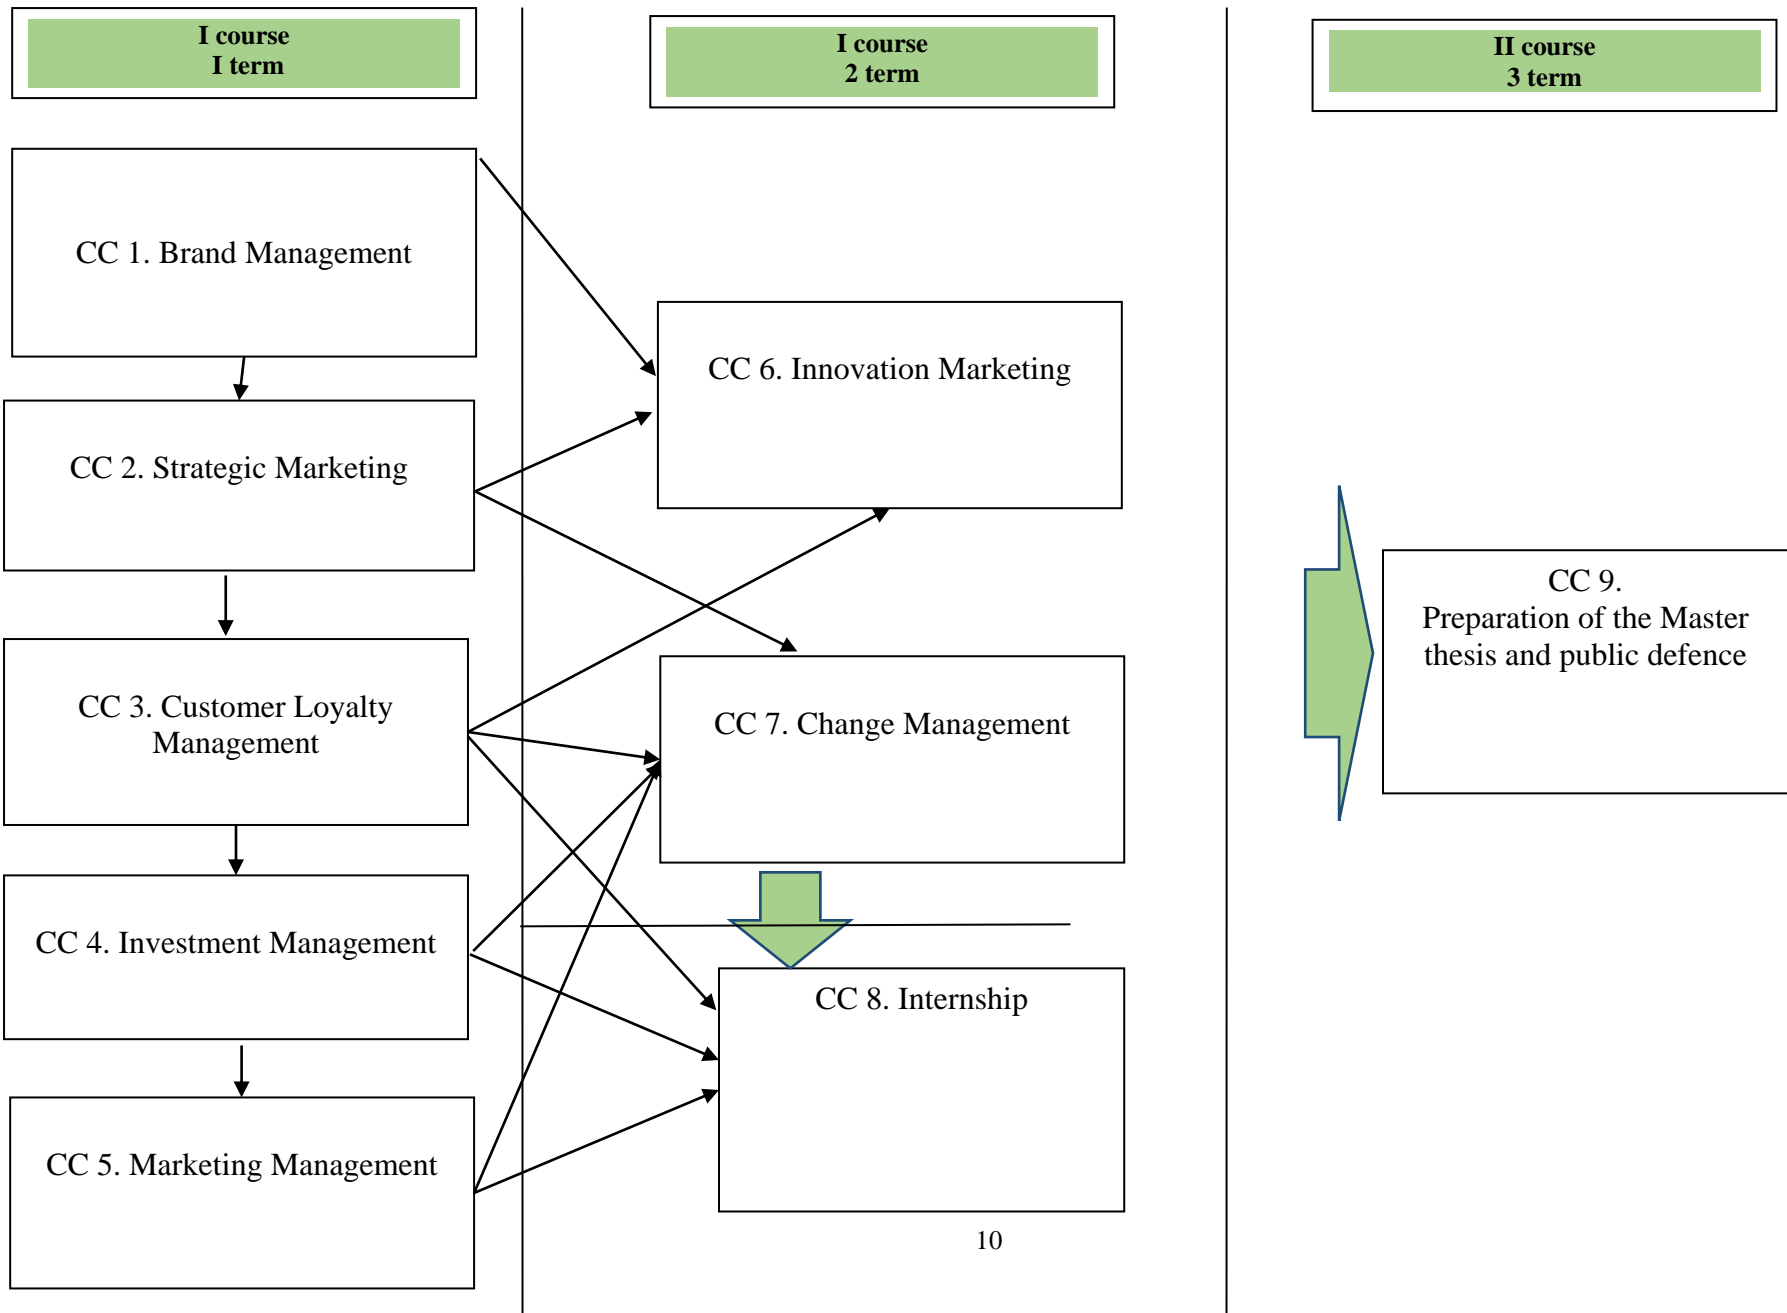 I course
I term
I course
2 term
II course
3 term
CC 1. Brand Management
CC 6. Innovation Marketing
CC 2. Strategic Marketing
CC 9.
Preparation of the Master
thesis and public defence
CC 3. Customer Loyalty
Management
CC 7. Change Management
CC 4. Investment Management
CC 8. Internship
CC 5. Marketing Management
10